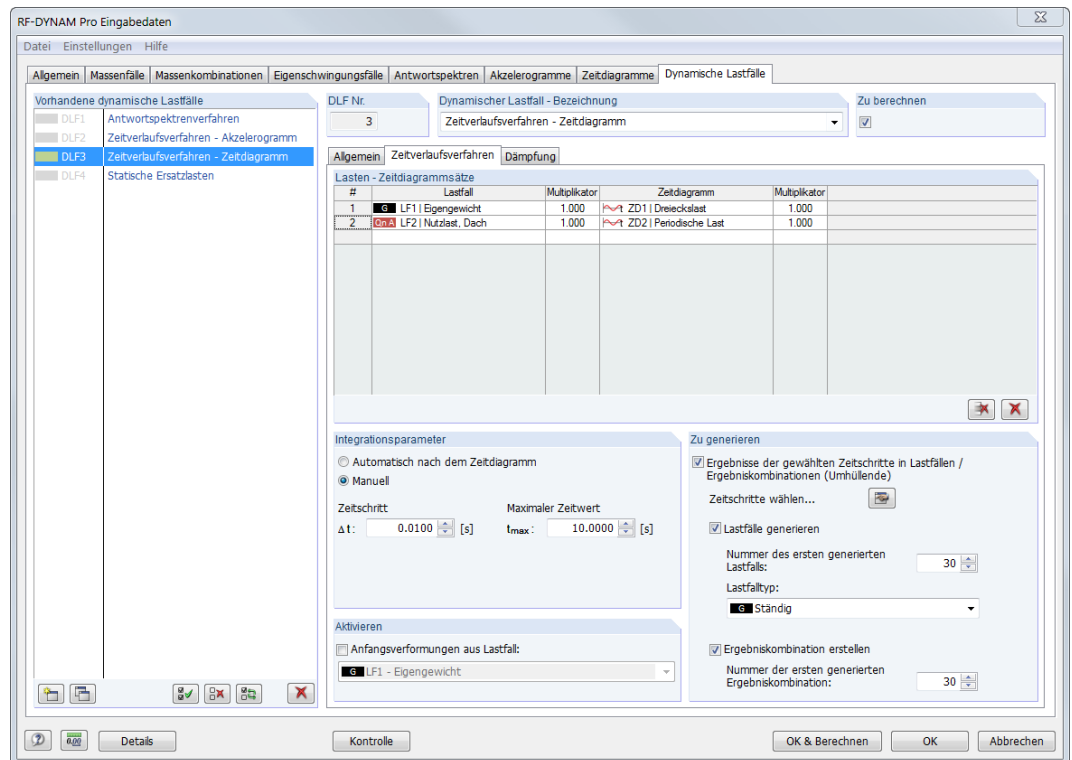 RF-DYNAM Pro Eingabedaten
Datei Einstellungen Hilfe
Allgemein Massenfälle Massenkombinationen Eigenschwingungsfälle Antwortspektren Akzelerogramme Zeitdiagramme Dynamische Lastfälle
Vorhandene dynamische Lastfälle
DLF1 Antwortspektrenverfahren
DLF2 Zeitverlaufsverfahren - Akzelerogramm
DLF3 Zeitverlaufsverfahren - Zeitdiagramm
DLF4 Statische Ersatzlasten
DLF Nr.
3
Dynamischer Lastfall - Bezeichnung
Zeitverlaufsverfahren - Zeitdiagramm
Zu berechnen
Allgemein Zeitverlaufsverfahren Dämpfung
Lasten - Zeitdiagrammsätze
# Lastfall Multiplikator Zeitdiagramm Multiplikator
1 G LF1 | Eigengewicht 1.000 ZD1 | Dreieckslast 1.000
2 Qn A LF2 | Nutzlast, Dach 1.000 ZD2 | Periodische Last 1.000
Integrationsparameter
Automatisch nach dem Zeitdiagramm
Manuell
Zeitschritt Maximaler Zeitwert
Δt: 0.0100 [s] tmax: 10.0000 [s]
Aktivieren
Anfangsverformungen aus Lastfall:
G LF1 - Eigengewicht
Zu generieren
Ergebnisse der gewählten Zeitschritte in Lastfällen /
Ergebniskombinationen (Umhüllende)
Zeitschritte wählen...
Lastfälle generieren
Nummer des ersten generierten
Lastfalls: 30
Lastfalltyp:
G Ständig
Ergebniskombination erstellen
Nummer der ersten generierten
Ergebniskombination: 30
0.00 Details Kontrolle OK & Berechnen OK Abbrechen